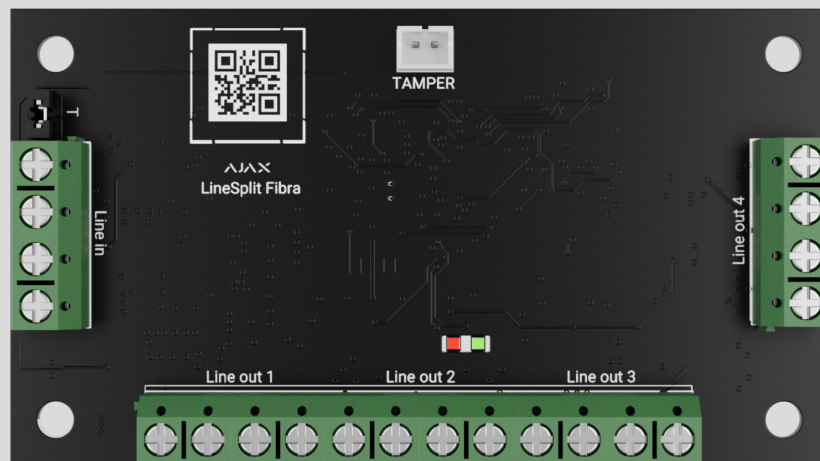 TAMPER
T
AJAX
LineSplit Fibra
Line in
Line out 4
Line out 1
Line out 2
Line out 3